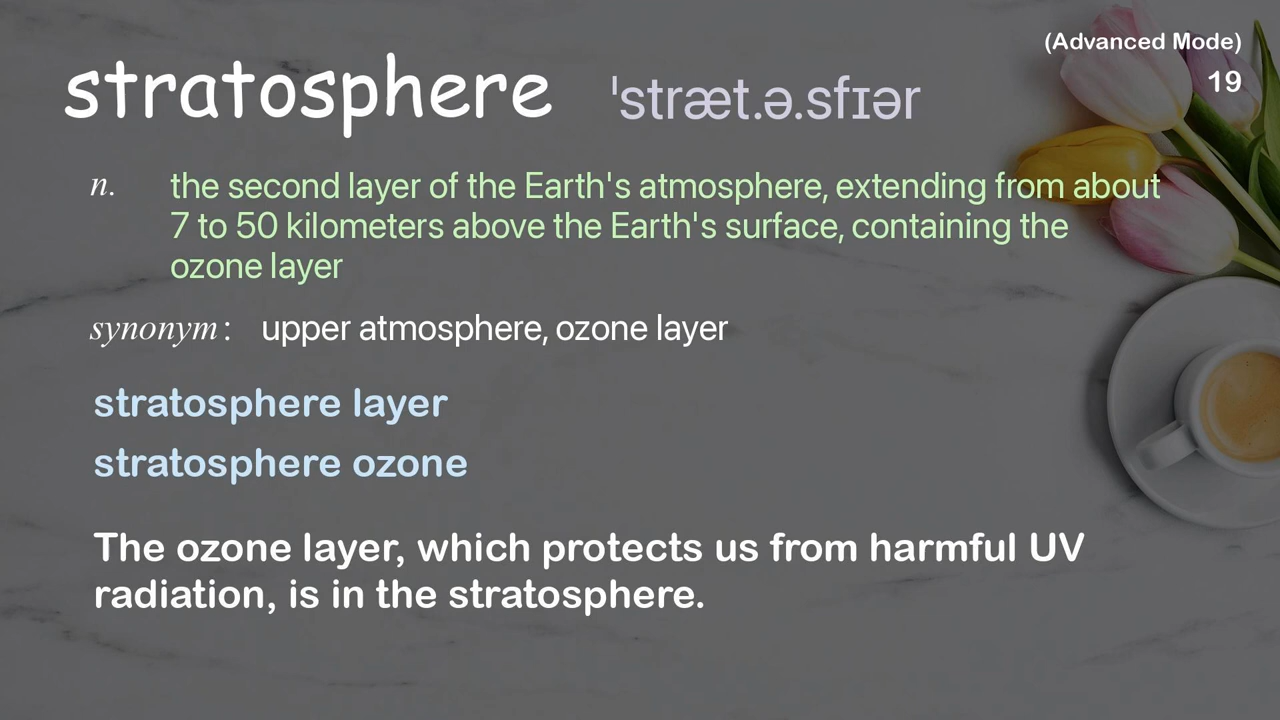 (Advanced Mode)
19
stratosphere ˈstræt.ə.sfɪər
n. the second layer of the Earth's atmosphere, extending from about
7 to 50 kilometers above the Earth's surface, containing the
ozone layer
synonym: upper atmosphere, ozone layer
stratosphere layer
stratosphere ozone
The ozone layer, which protects us from harmful UV
radiation, is in the stratosphere.